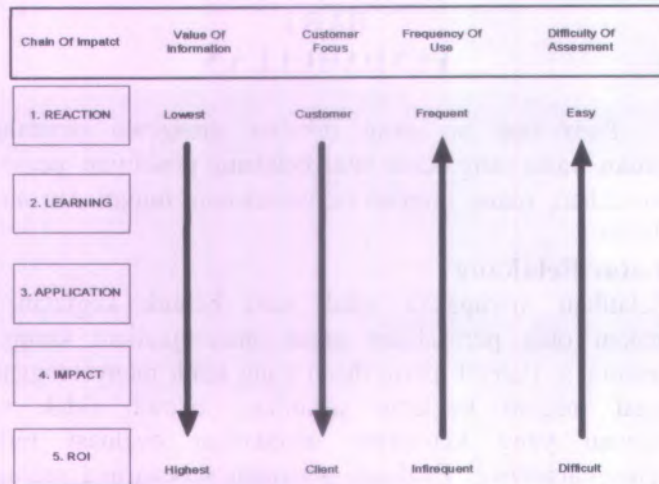 Chain Of Impatct
Value Of
Information
Customer
Focus
Frequency Of
Use
Difficulty Of
Assesment
1. REACTION
Lowest
Customer
Frequent
Easy
2. LEARNING
3. APPLICATION
4. IMPACT
5. ROI
Highest
Client
Infirequent
Difficult